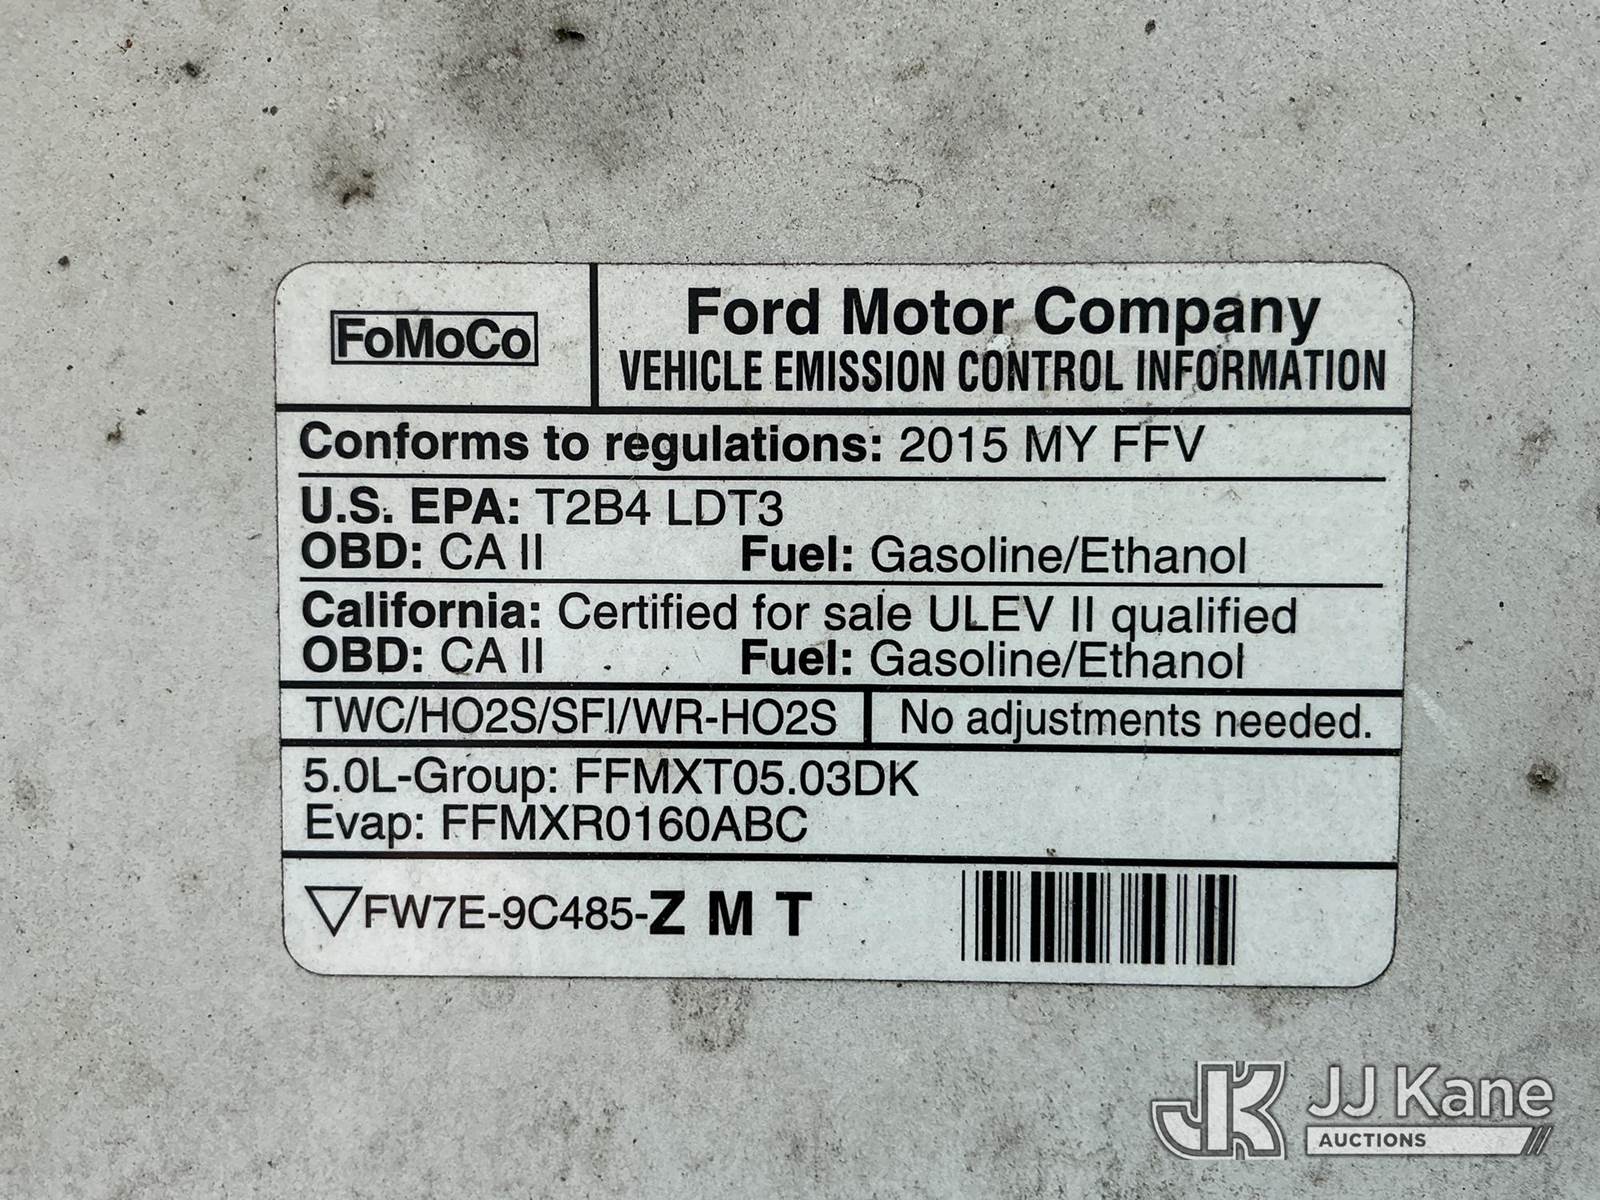 FoMoCo
Ford Motor Company
VEHICLE EMISSION CONTROL INFORMATION
Conforms to regulations: 2015 MY FFV
U.S. EPA: T2B4 LDT3
OBD: CA II Fuel: Gasoline/Ethanol
California: Certified for sale ULEV II qualified
OBD: CA II Fuel: Gasoline/Ethanol
TWC/HO2S/SFI/WR-HO2S No adjustments needed.
5.0L-Group: FFMXT05.03DK
Evap: FFMXR0160ABC
FW7E-9C485-Z M T
JK JJ Kane
AUCTIONS